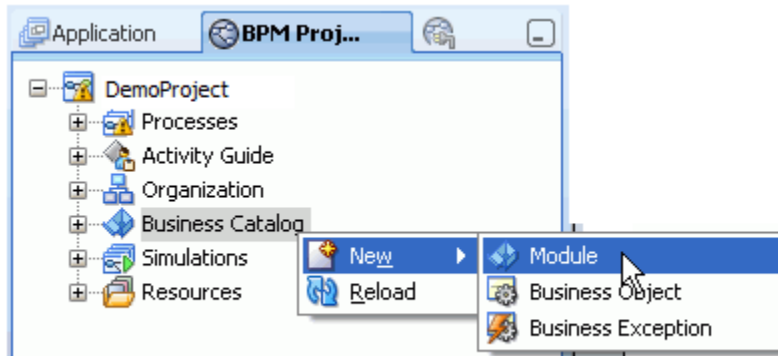 Application BPM Proj...
DemoProject
Processes
Activity Guide
Organization
Business Catalog
Simulations New Module
Resources Reload Business Object
Business Exception